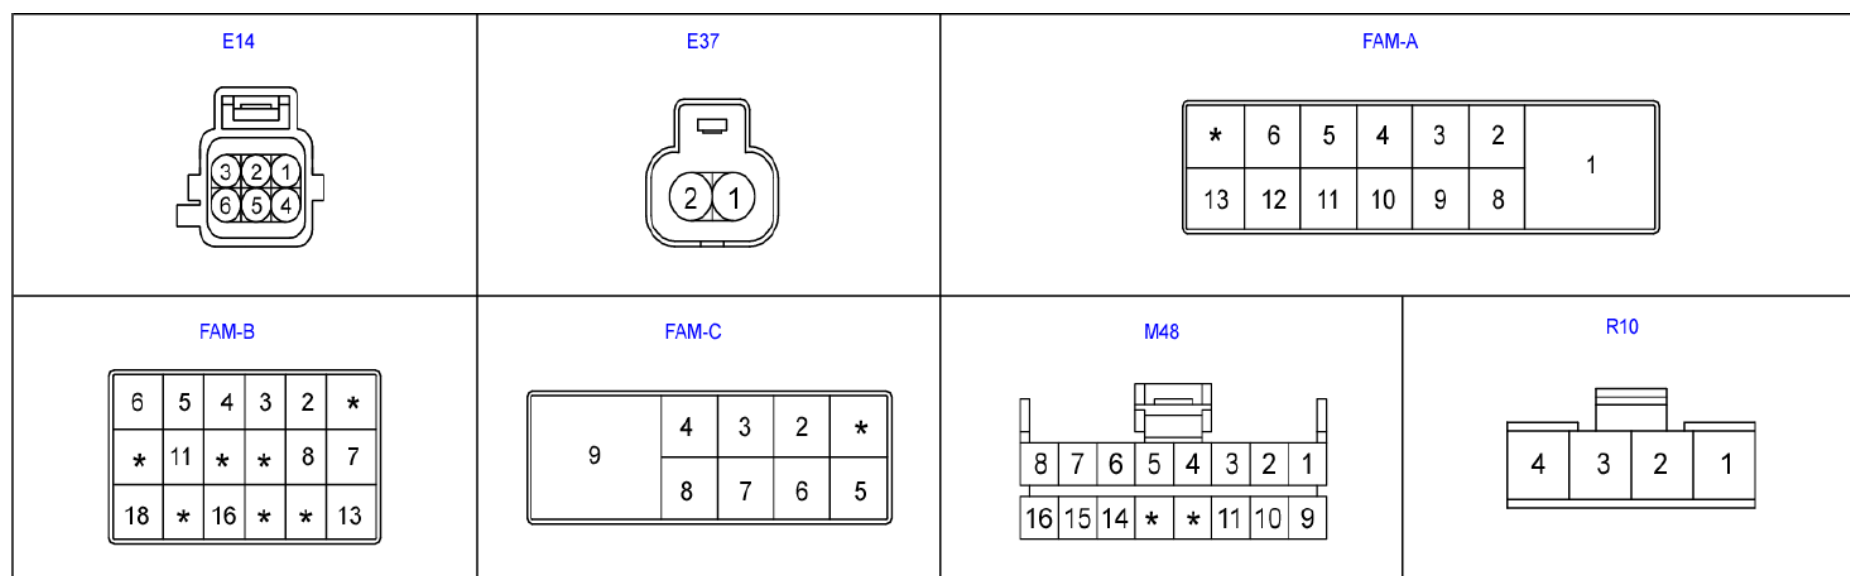 E14
3 2 1
6 5 4
E37
2 1
FAM-A
* 6 5 4 3 2 1
13 12 11 10 9 8
FAM-B
6 5 4 3 2 *
* 11 * * 8 7
18 * 16 * * 13
FAM-C
9 4 3 2 *
8 7 6 5
M48
8 7 6 5 4 3 2 1
16 15 14 * * 11 10 9
R10
4 3 2 1